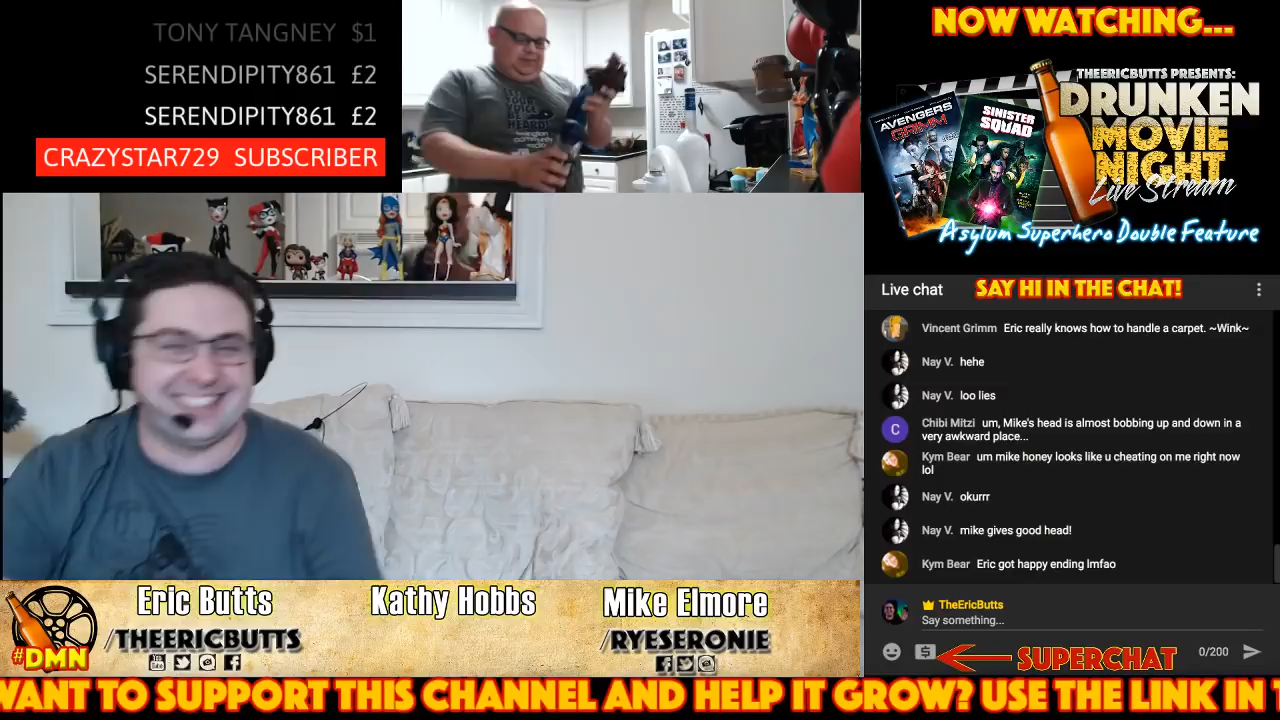 TONY TANGNEY $1
SERENDIPITY861 £2
SERENDIPITY861 £2
CRAZYSTAR729 SUBSCRIBER
NOW WATCHING...
THEERICBUTTS PRESENTS:
DRUNKEN
MOVIE
NIGHT
Live Stream
AVENGERS
GRIMM
SINISTER
SQUAD
Asylum Superhero Double Feature
Live chat
SAY HI IN THE CHAT!
Vincent Grimm Eric really knows how to handle a carpet. ~Wink~
Nay V. hehe
Nay V. loo lies
C
Chibi Mitzi um, Mike's head is almost bobbing up and down in a
very awkward place...
Kym Bear um mike honey looks like u cheating on me right now
lol
Nay V. okurrr
Nay V. mike gives good head!
Kym Bear Eric got happy ending lmfao
TheEricButts
Say something...
0/200
SUPERCHAT
#DMN
Eric Butts
/THEERICBUTTS
Kathy Hobbs
Mike Elmore
/RYESERONIE
WANT TO SUPPORT THIS CHANNEL AND HELP IT GROW? USE THE LINK IN